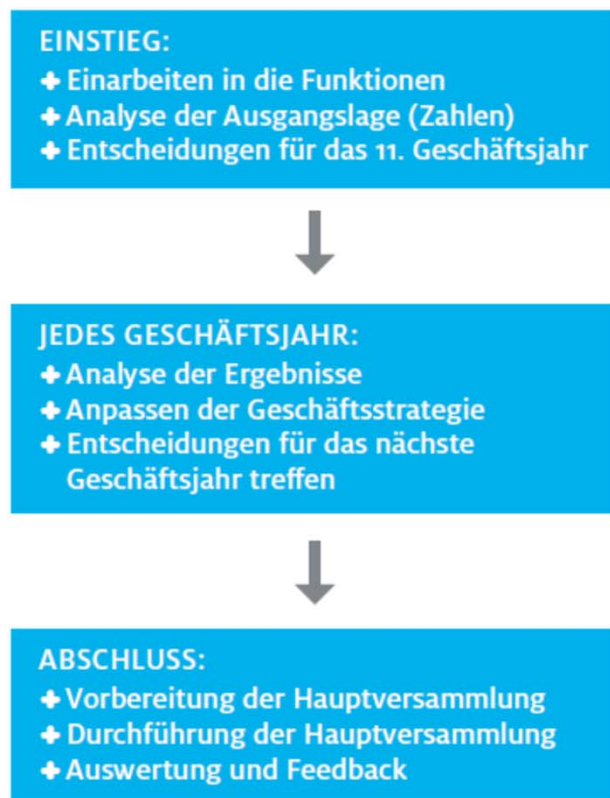 EINSTIEG:
✚ Einarbeiten in die Funktionen
✚ Analyse der Ausgangslage (Zahlen)
✚ Entscheidungen für das 11. Geschäftsjahr
JEDES GESCHÄFTSJAHR:
✚ Analyse der Ergebnisse
✚ Anpassen der Geschäftsstrategie
✚ Entscheidungen für das nächste
Geschäftsjahr treffen
ABSCHLUSS:
✚ Vorbereitung der Hauptversammlung
✚ Durchführung der Hauptversammlung
✚ Auswertung und Feedback